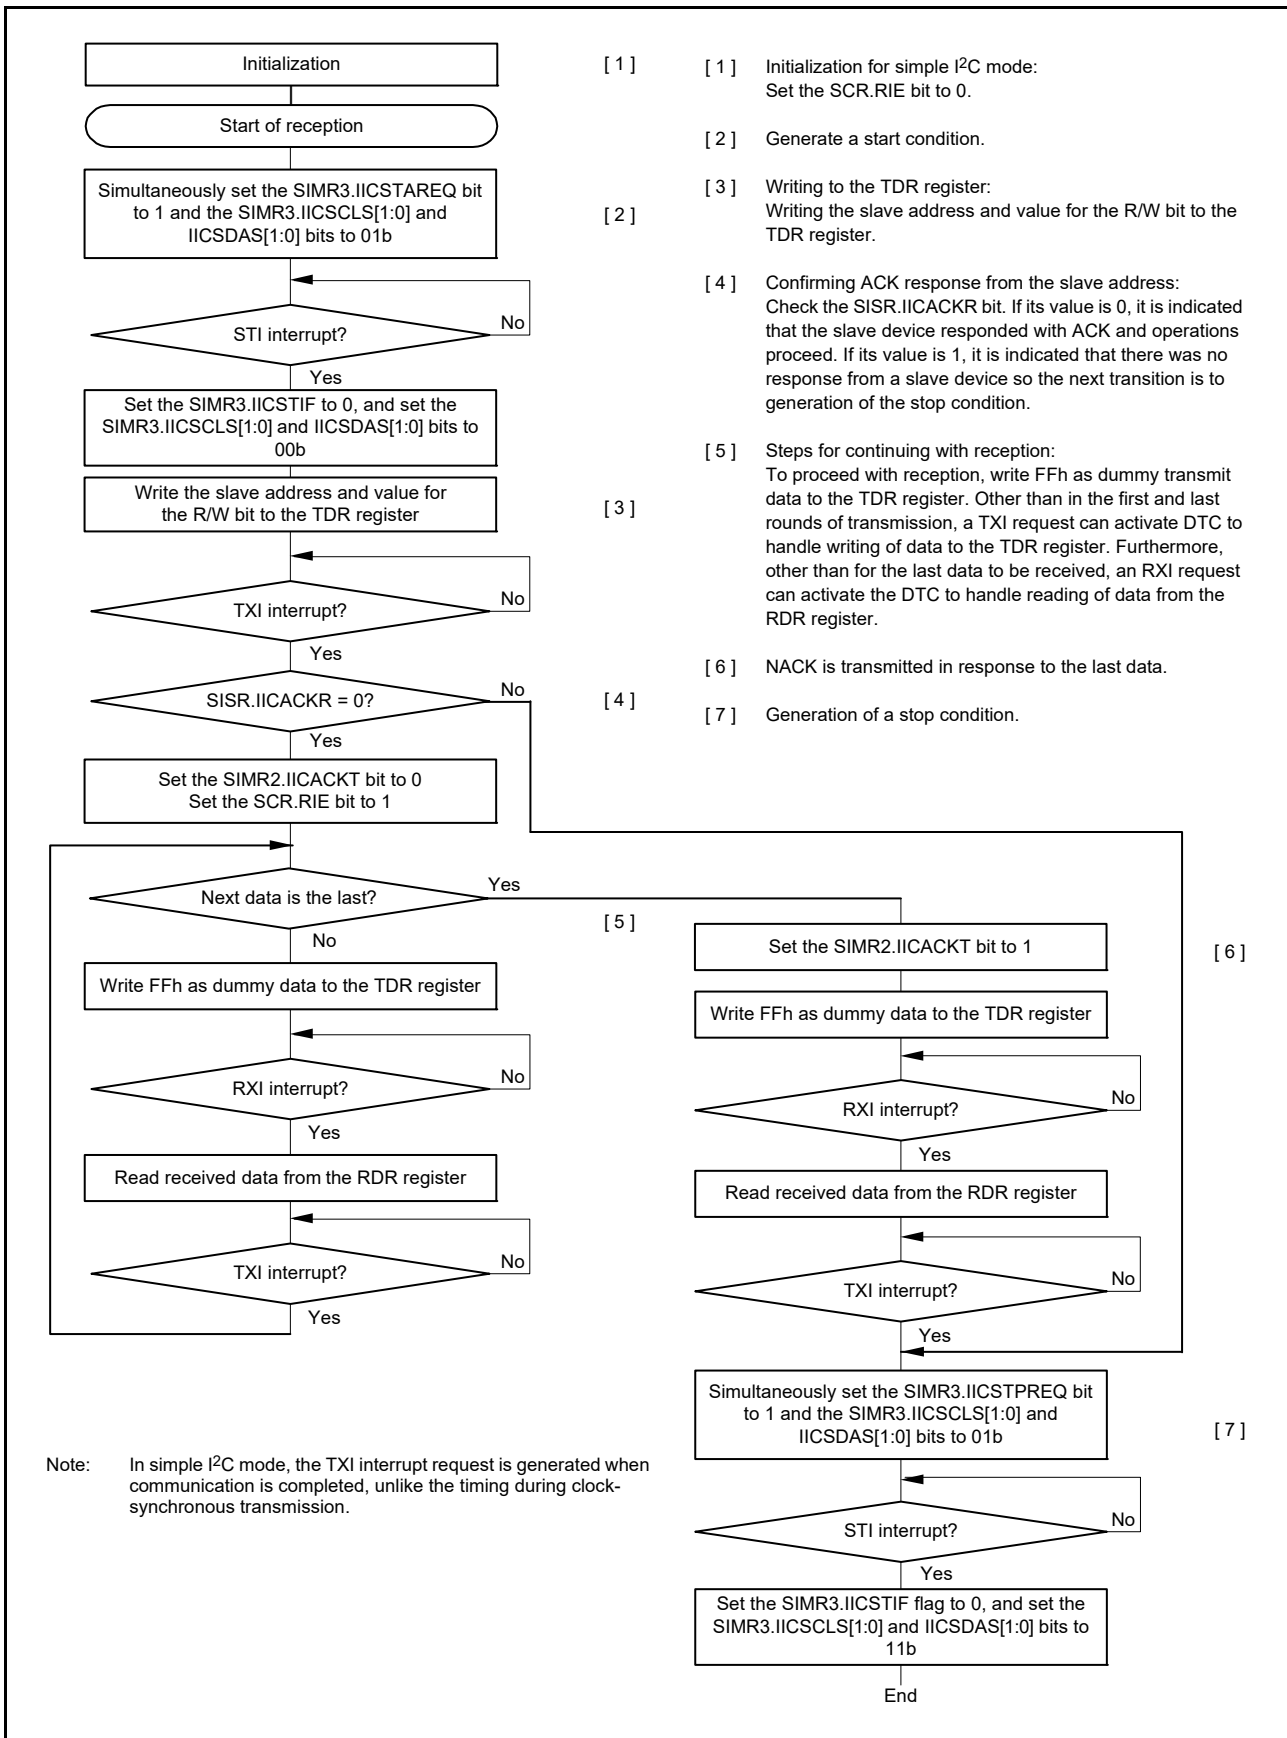 Initialization
[ 1 ]
Start of reception
Simultaneously set the SIMR3.IICSTAREQ bit
to 1 and the SIMR3.IICSCLS[1:0] and
IICSDAS[1:0] bits to 01b
[ 2 ]
STI interrupt?
No
Yes
Set the SIMR3.IICSTIF to 0, and set the
SIMR3.IICSCLS[1:0] and IICSDAS[1:0] bits to
00b
Write the slave address and value for
the R/W bit to the TDR register
[ 3 ]
TXI interrupt?
No
Yes
SISR.IICACKR = 0?
No
[ 4 ]
Yes
Set the SIMR2.IICACKT bit to 0
Set the SCR.RIE bit to 1
Next data is the last?
Yes
[ 5 ]
No
Write FFh as dummy data to the TDR register
RXI interrupt?
No
Yes
Read received data from the RDR register
TXI interrupt?
No
Yes
[ 1 ] Initialization for simple I2C mode:
Set the SCR.RIE bit to 0.
[ 2 ] Generate a start condition.
[ 3 ] Writing to the TDR register:
Writing the slave address and value for the R/W bit to the
TDR register.
[ 4 ] Confirming ACK response from the slave address:
Check the SISR.IICACKR bit. If its value is 0, it is indicated
that the slave device responded with ACK and operations
proceed. If its value is 1, it is indicated that there was no
response from a slave device so the next transition is to
generation of the stop condition.
[ 5 ] Steps for continuing with reception:
To proceed with reception, write FFh as dummy transmit
data to the TDR register. Other than in the first and last
rounds of transmission, a TXI request can activate DTC to
handle writing of data to the TDR register. Furthermore,
other than for the last data to be received, an RXI request
can activate the DTC to handle reading of data from the
RDR register.
[ 6 ] NACK is transmitted in response to the last data.
[ 7 ] Generation of a stop condition.
Set the SIMR2.IICACKT bit to 1
[ 6 ]
Write FFh as dummy data to the TDR register
RXI interrupt?
No
Yes
Read received data from the RDR register
TXI interrupt?
No
Yes
Simultaneously set the SIMR3.IICSTPREQ bit
to 1 and the SIMR3.IICSCLS[1:0] and
IICSDAS[1:0] bits to 01b
[ 7 ]
STI interrupt?
No
Yes
Set the SIMR3.IICSTIF flag to 0, and set the
SIMR3.IICSCLS[1:0] and IICSDAS[1:0] bits to
11b
End
Note: In simple I2C mode, the TXI interrupt request is generated when
communication is completed, unlike the timing during clock-
synchronous transmission.